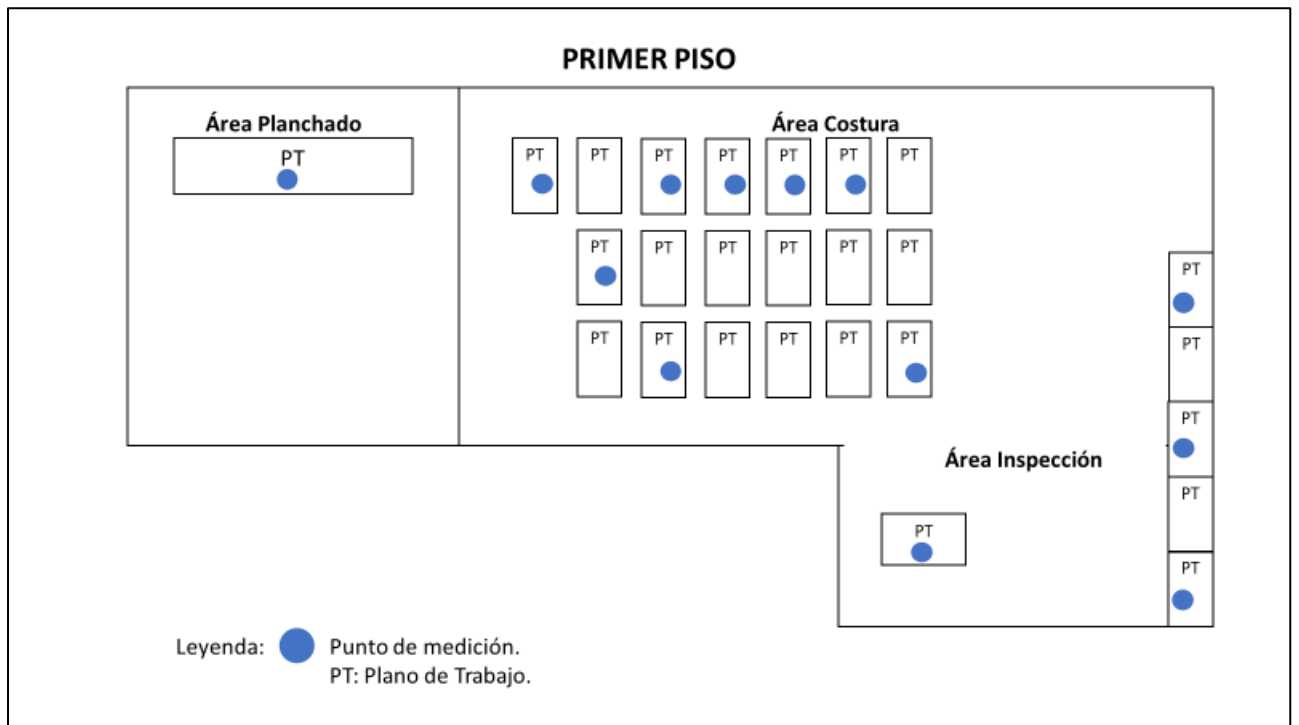 PRIMER PISO
Área Planchado
PT
Área Costura
PT PT PT PT PT PT PT
PT PT PT PT PT PT
PT PT PT PT PT PT
PT
PT
PT
PT
PT
Área Inspección
PT
Leyenda: Punto de medición.
PT: Plano de Trabajo.